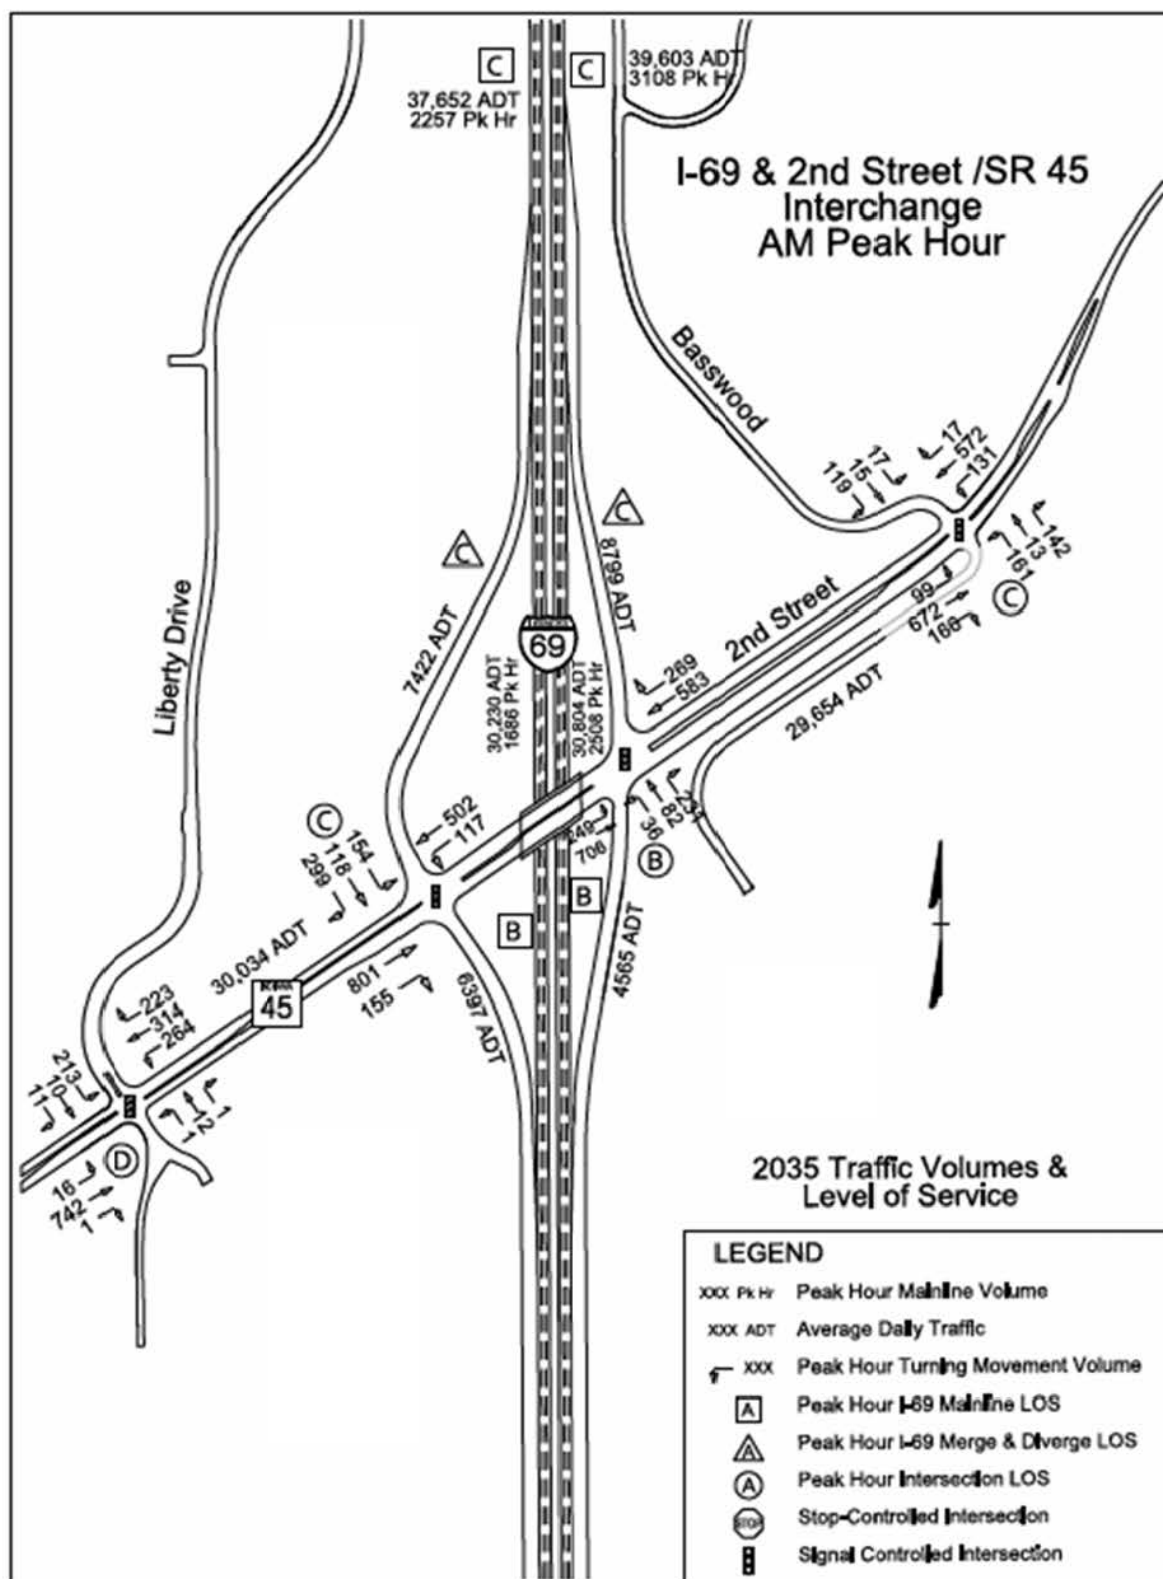 C
C
39,603 ADT
3108 Pk Hr
37,652 ADT
2257 Pk Hr
I-69 & 2nd Street /SR 45
Interchange
AM Peak Hour
Basswood
17
572
131
17
15
119
142
13
161
C
99
672
166
2nd Street
29,654 ADT
C
C
8799 ADT
7422 ADT
69
30,230 ADT
1686 Pk Hr
30,804 ADT
2508 Pk Hr
269
583
Liberty Drive
502
117
249
706
36
82
B
C
154
118
299
B
B
30,034 ADT
45
801
155
6397 ADT
4565 ADT
223
314
264
213
10
11
1
12
1
D
16
742
1
2035 Traffic Volumes &
Level of Service
LEGEND
XXX Pk Hr Peak Hour Mainline Volume
XXX ADT Average Daily Traffic
XXX Peak Hour Turning Movement Volume
A Peak Hour I-69 Mainline LOS
A Peak Hour I-69 Merge & Diverge LOS
A Peak Hour Intersection LOS
STOP Stop-Controlled Intersection
Signal Controlled Intersection